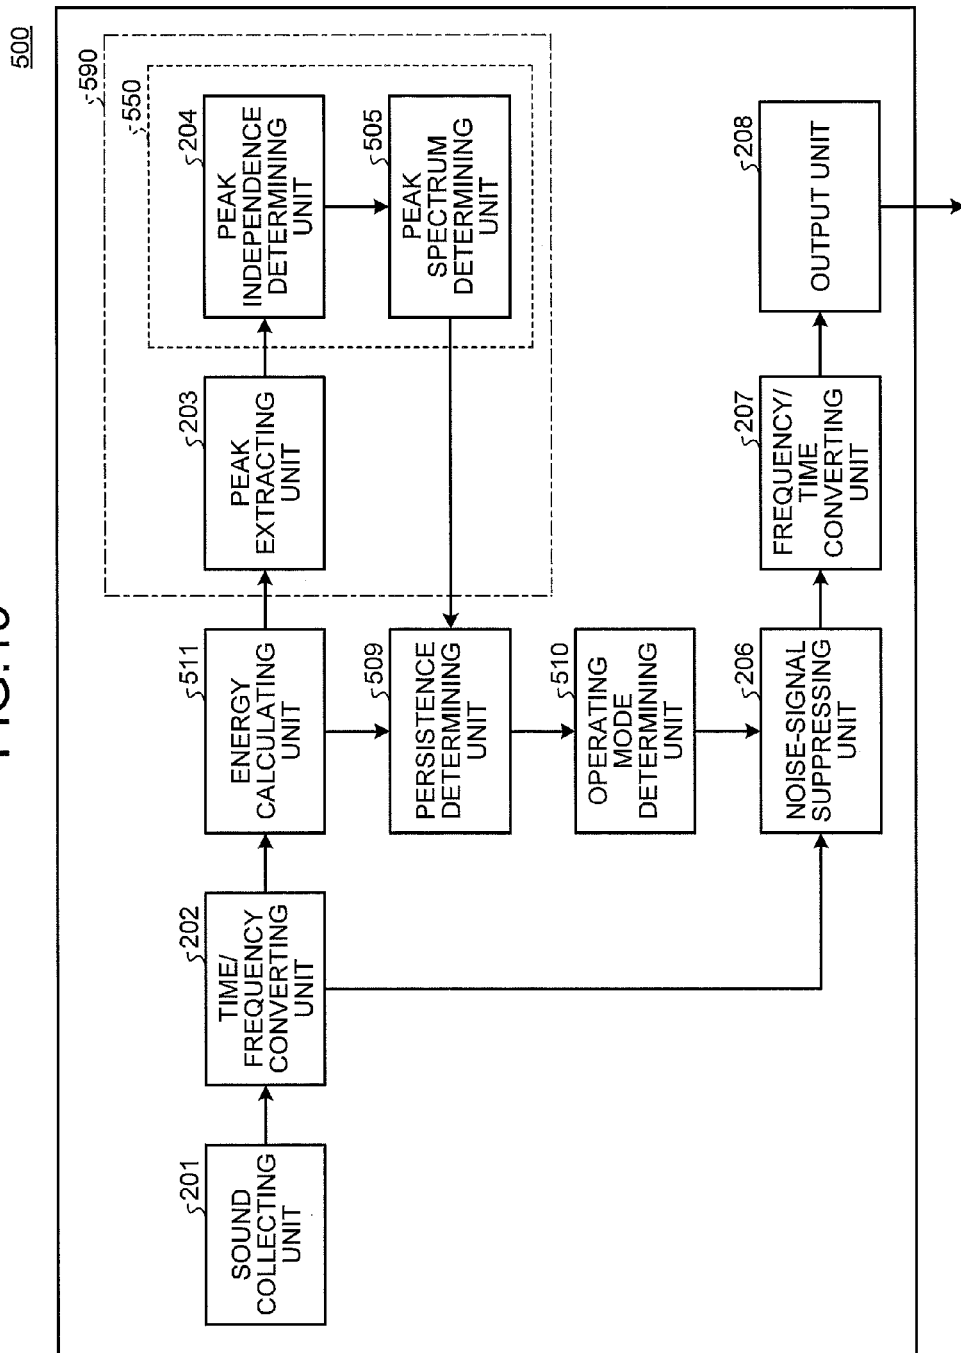 500
590
550
201
SOUND
COLLECTING
UNIT
202
TIME/
FREQUENCY
CONVERTING
UNIT
511
ENERGY
CALCULATING
UNIT
203
PEAK
EXTRACTING
UNIT
204
PEAK
INDEPENDENCE
DETERMINING
UNIT
505
PEAK
SPECTRUM
DETERMINING
UNIT
509
PERSISTENCE
DETERMINING
UNIT
510
OPERATING
MODE
DETERMINING
UNIT
206
NOISE-SIGNAL
SUPPRESSING
UNIT
207
FREQUENCY/
TIME
CONVERTING
UNIT
208
OUTPUT UNIT